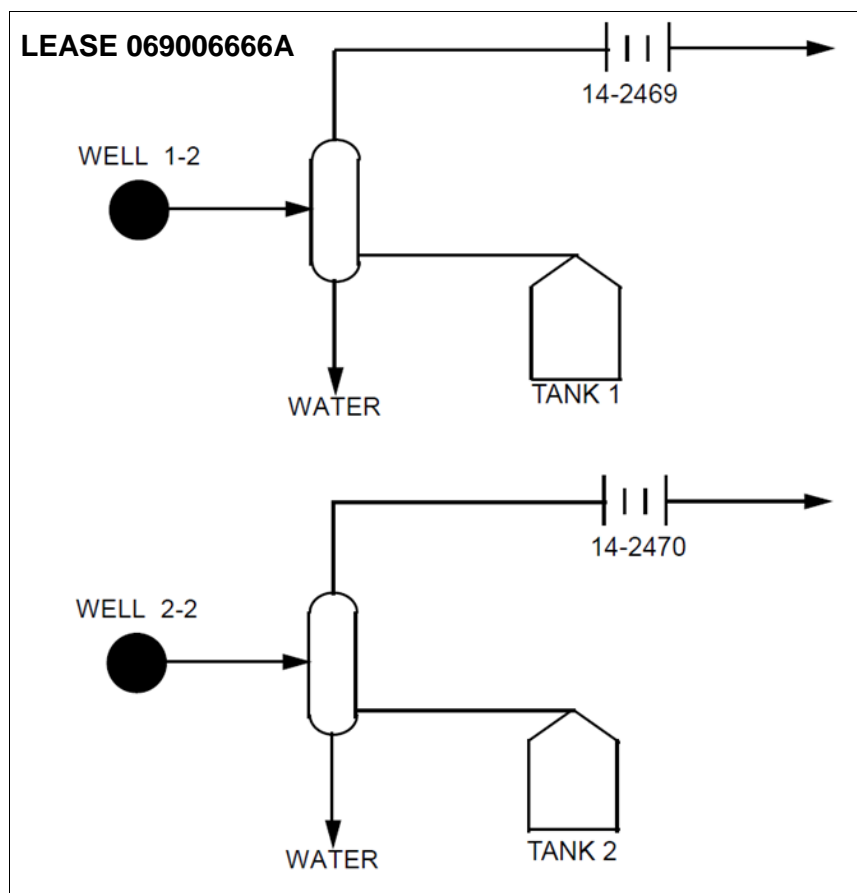 LEASE 069006666A
14-2469
WELL 1-2
TANK 1
WATER
14-2470
WELL 2-2
TANK 2
WATER